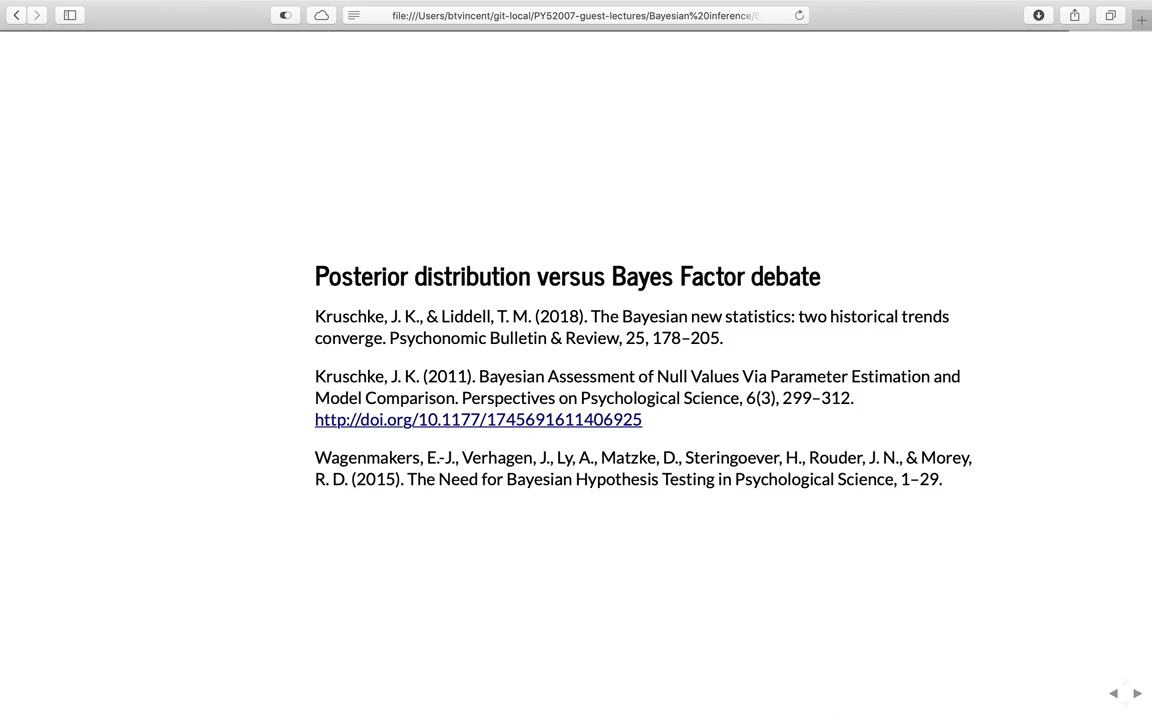 file:///Users/btvincent/git-local/PY52007-guest-lectures/Bayesian%20inference/
Posterior distribution versus Bayes Factor debate
Kruschke, J. K., & Liddell, T. M. (2018). The Bayesian new statistics: two historical trends
converge. Psychonomic Bulletin & Review, 25, 178–205.
Kruschke, J. K. (2011). Bayesian Assessment of Null Values Via Parameter Estimation and
Model Comparison. Perspectives on Psychological Science, 6(3), 299–312.
http://doi.org/10.1177/1745691611406925
Wagenmakers, E.-J., Verhagen, J., Ly, A., Matzke, D., Steringoever, H., Rouder, J. N., & Morey,
R. D. (2015). The Need for Bayesian Hypothesis Testing in Psychological Science, 1–29.